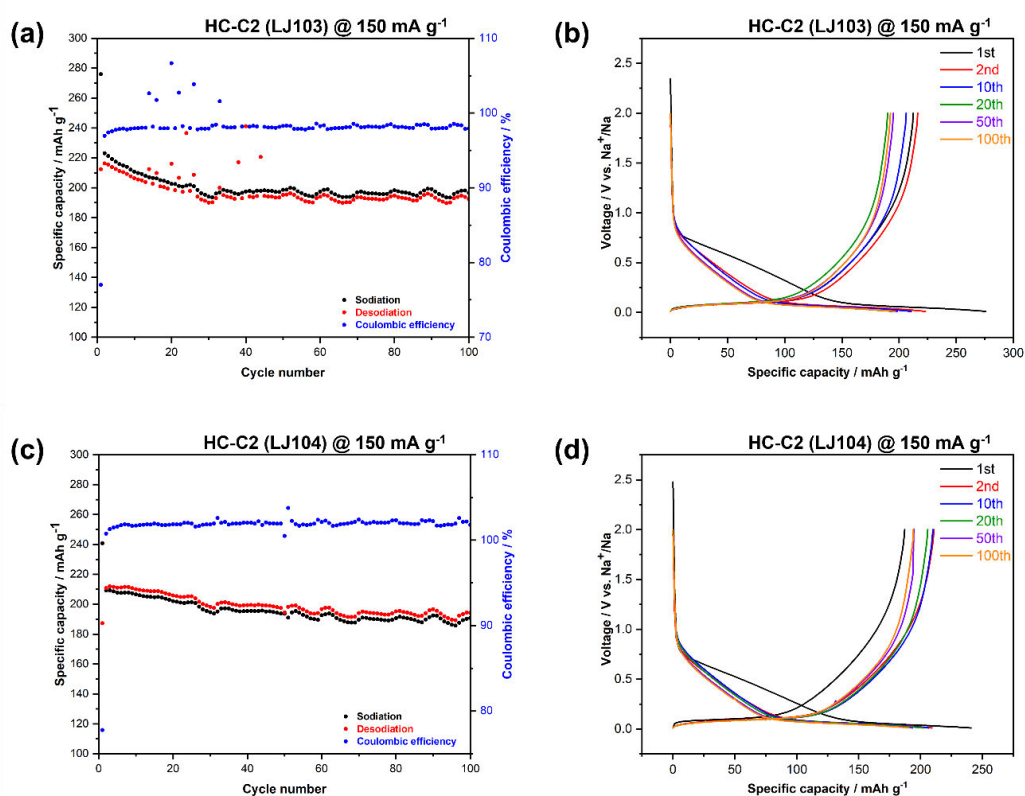 (a)
HC-C2 (LJ103) @ 150 mA g⁻¹
Specific capacity / mAh g⁻¹
300
280
260
240
220
200
180
160
140
120
100
110
100
90
80
70
Coulombic efficiency / %
Sodiation
Desodiation
Coulombic efficiency
0 20 40 60 80 100
Cycle number
(b)
HC-C2 (LJ103) @ 150 mA g⁻¹
Voltage / V vs. Na⁺/Na
2.5
2.0
1.5
1.0
0.5
0.0
1st
2nd
10th
20th
50th
100th
0 50 100 150 200 250 300
Specific capacity / mAh g⁻¹
(c)
HC-C2 (LJ104) @ 150 mA g⁻¹
Specific capacity / mAh g⁻¹
300
280
260
240
220
200
180
160
140
120
100
110
100
90
80
Coulombic efficiency / %
Sodiation
Desodiation
Coulombic efficiency
0 20 40 60 80 100
Cycle number
(d)
HC-C2 (LJ104) @ 150 mA g⁻¹
Voltage / V vs. Na⁺/Na
2.5
2.0
1.5
1.0
0.5
0.0
1st
2nd
10th
20th
50th
100th
0 50 100 150 200 250
Specific capacity / mAh g⁻¹